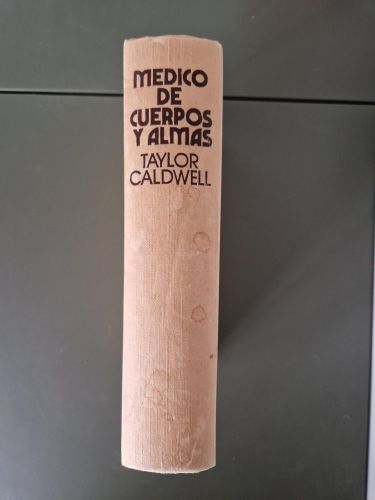 MEDICO
DE
CUERPOS
Y ALMAS
TAYLOR
CALDWELL